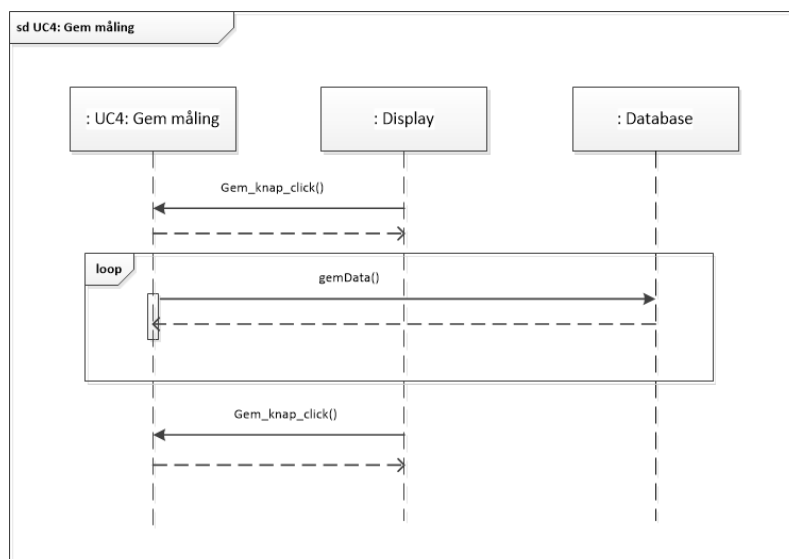 sd UC4: Gem måling
: UC4: Gem måling
: Display
: Database
Gem_knap_click()
loop
gemData()
Gem_knap_click()